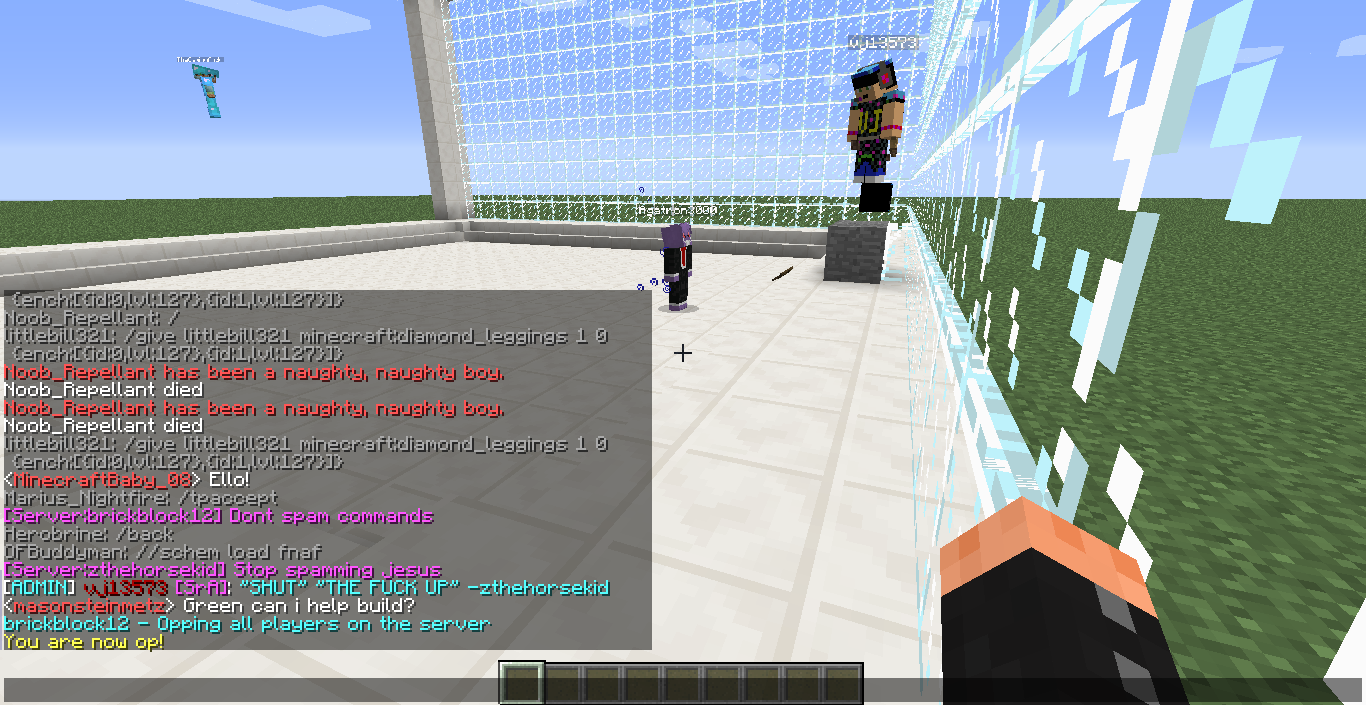 vvj13573
{ench:[{id:0,lvl:127},{id:1,lvl:127}]}
Noob_Repellant: /
littlebill321: /give littlebill321 minecraft:diamond_leggings 1 0
{ench:[{id:0,lvl:127},{id:1,lvl:127}]}
Noob_Repellant has been a naughty, naughty boy.
Noob_Repellant died
Noob_Repellant has been a naughty, naughty boy.
Noob_Repellant died
littlebill321: /give littlebill321 minecraft:diamond_leggings 1 0
{ench:[{id:0,lvl:127},{id:1,lvl:127}]}
<MinecraftBaby_08> Ello!
Marius_Nightfire: /tpaccept
[Server:brickblock12] Dont spam commands
Herobrine: /back
OFBuddyman: //schem load fnaf
[Server:zthehorsekid] Stop spamming jesus
[ADMIN] vvj13573 [SrA]: "SHUT" "THE FUCK UP" -zthehorsekid
<masonsteinmetz> Green can i help build?
brickblock12 - Opping all players on the server
You are now op!